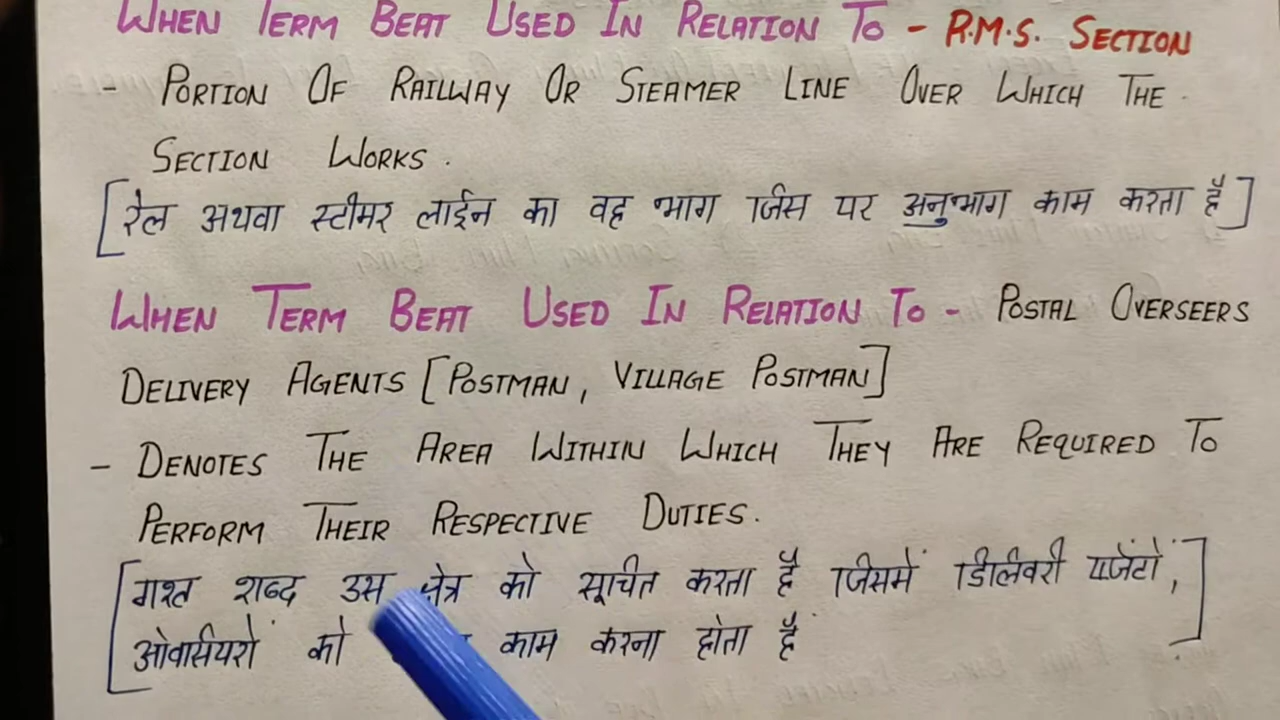 WHEN TERM BEAT USED IN RELATION TO - R.M.S. SECTION
- PORTION OF RAILWAY OR STEAMER LINE OVER WHICH THE
SECTION WORKS.
[रेल अथवा स्टीमर लाईन का वह भाग जिस पर अनुभाग काम करता है]
WHEN TERM BEAT USED IN RELATION TO - POSTAL OVERSEERS
DELIVERY AGENTS [POSTMAN, VILLAGE POSTMAN]
- DENOTES THE AREA WITHIN WHICH THEY ARE REQUIRED TO
PERFORM THEIR RESPECTIVE DUTIES.
[गश्त शब्द उस क्षेत्र को सूचित करता है जिसमें डिलिवरी एजेंटों,
ओवर्सियरों को काम करना होता है